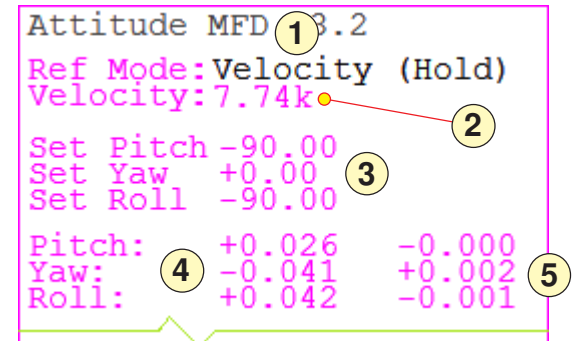 Attitude MFD 3.2
1
Ref Mode: Velocity (Hold)
Velocity: 7.74k
2
Set Pitch -90.00
Set Yaw +0.00
Set Roll -90.00
3
Pitch: +0.026 -0.000
Yaw: -0.041 +0.002
Roll: +0.042 -0.001
4
5